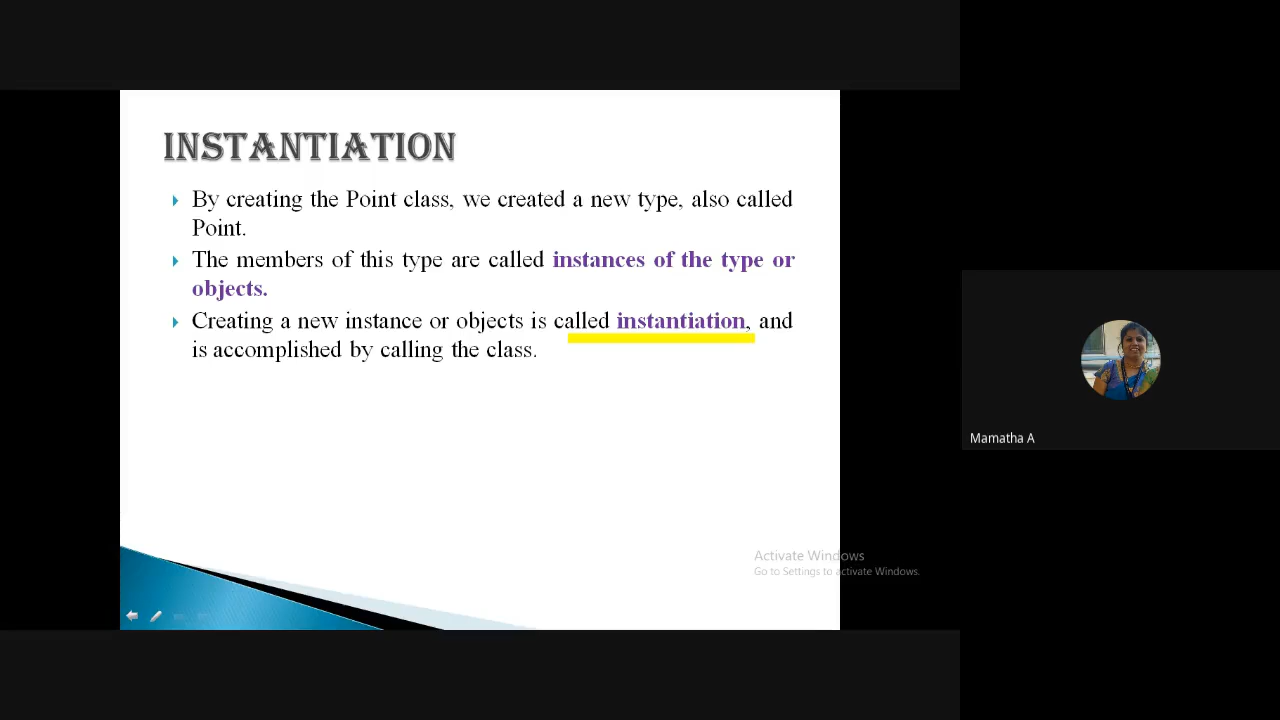 INSTANTIATION
By creating the Point class, we created a new type, also called
Point.
The members of this type are called instances of the type or
objects.
Creating a new instance or objects is called instantiation, and
is accomplished by calling the class.
Mamatha A
Activate Windows
Go to Settings to activate Windows.